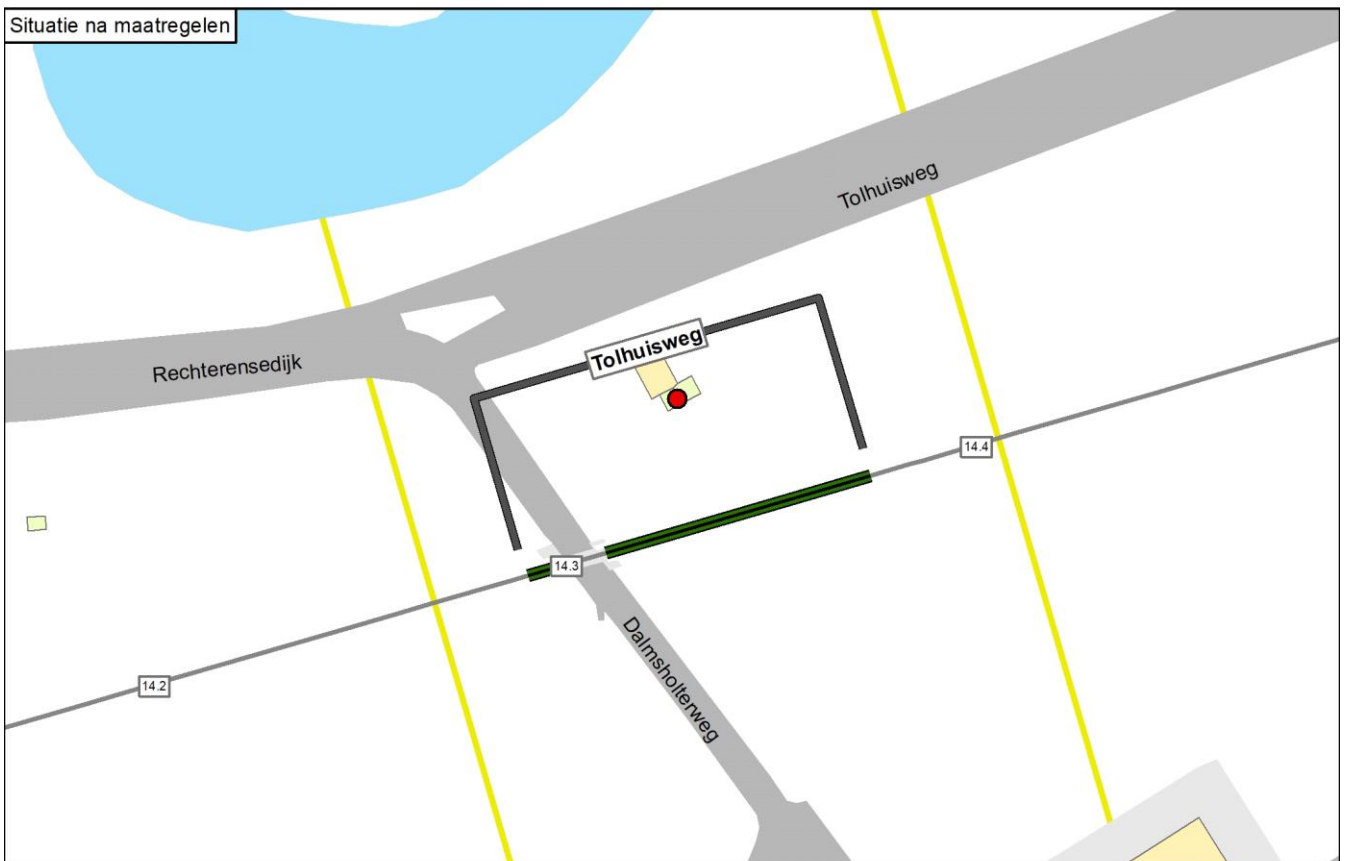 Situatie na maatregelen
Tolhuisweg
Tolhuisweg
Rechterensedijk
14.4
14.3
Dalmsholterweg
14.2